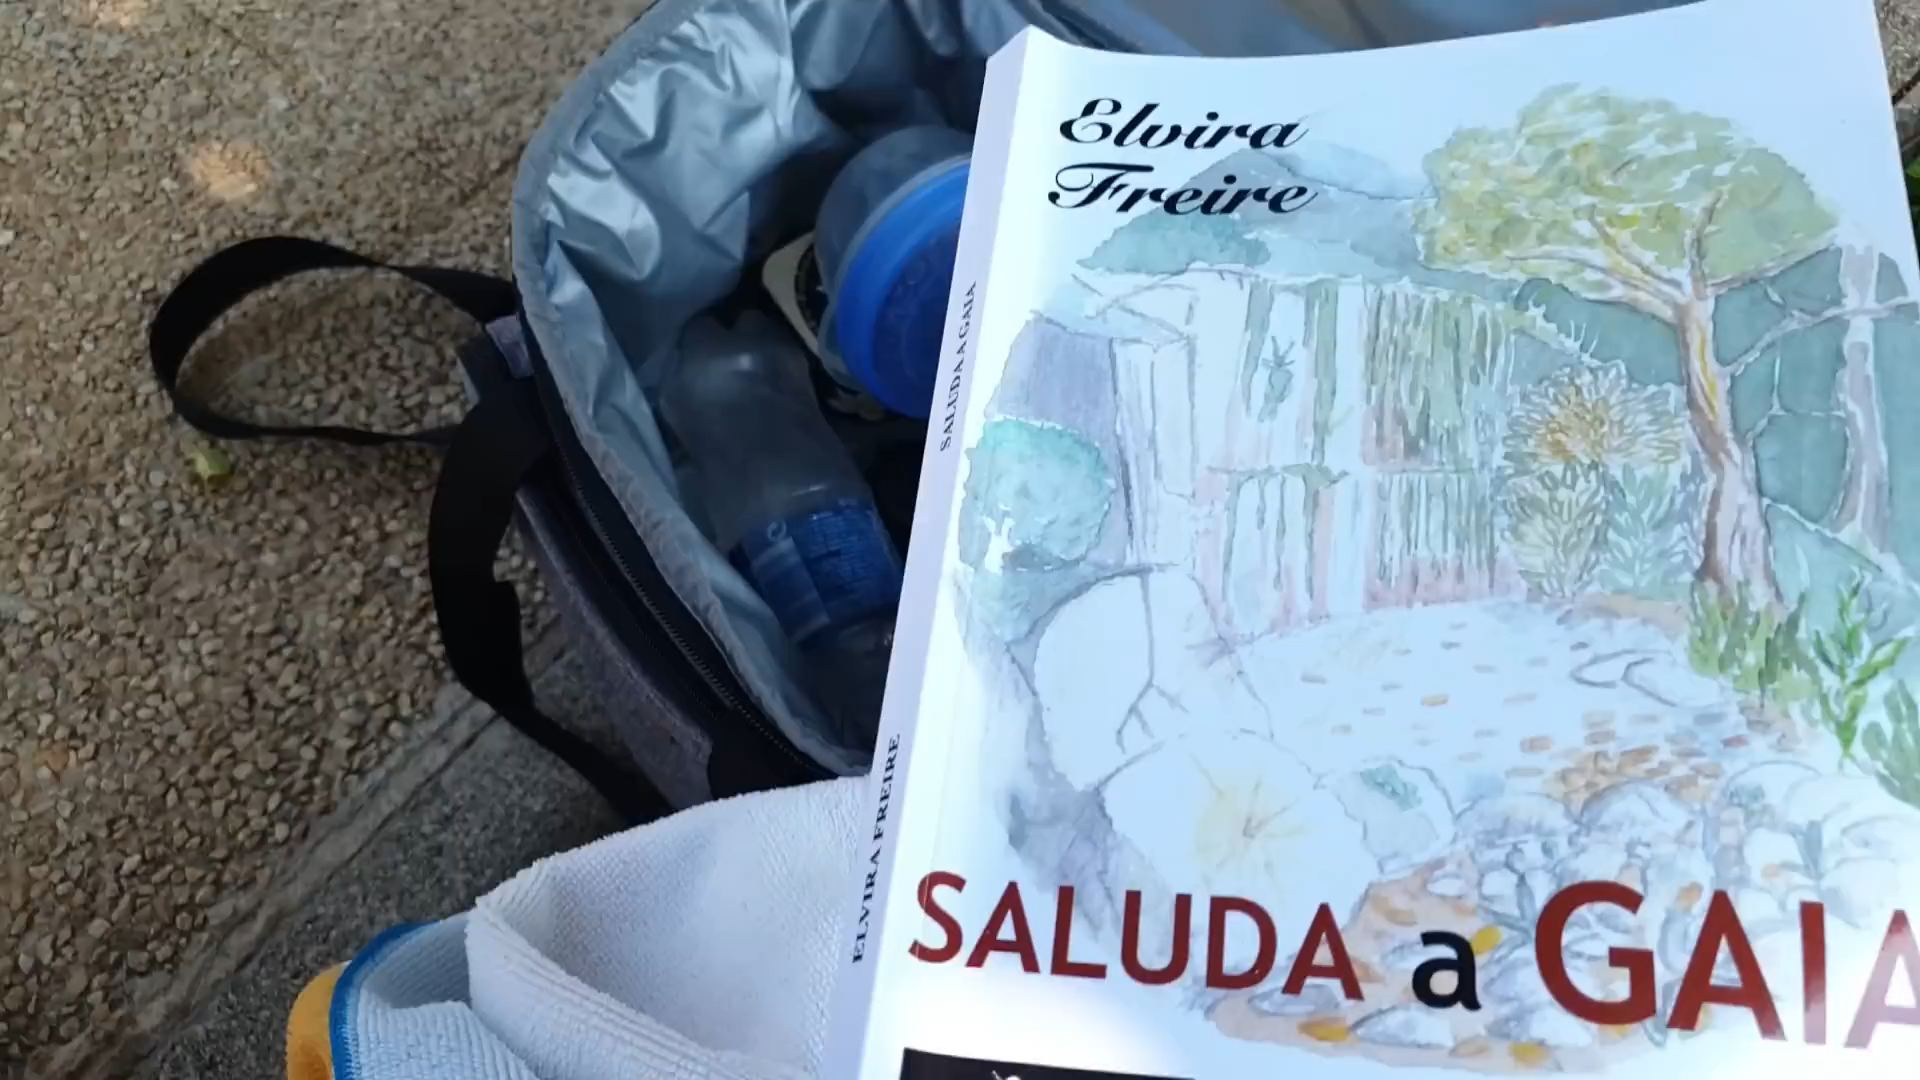 Elvira
Freire
SALUDA a GAIA
SALUDA A GAIA
ELVIRA FREIRE